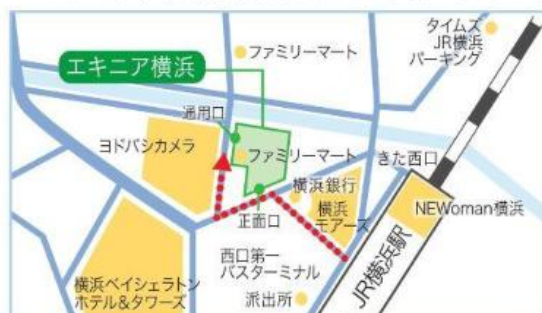 タイムズ
JR横浜
パーキング
ファミリーマート
エキニア横浜
通用口
ヨドバシカメラ
ファミリーマート
きた西口
横浜銀行
横浜
モアーズ
NEWoman横浜
正面口
西口第一
バスターミナル
JR横浜駅
横浜ベイシェラトン
ホテル&タワーズ
派出所